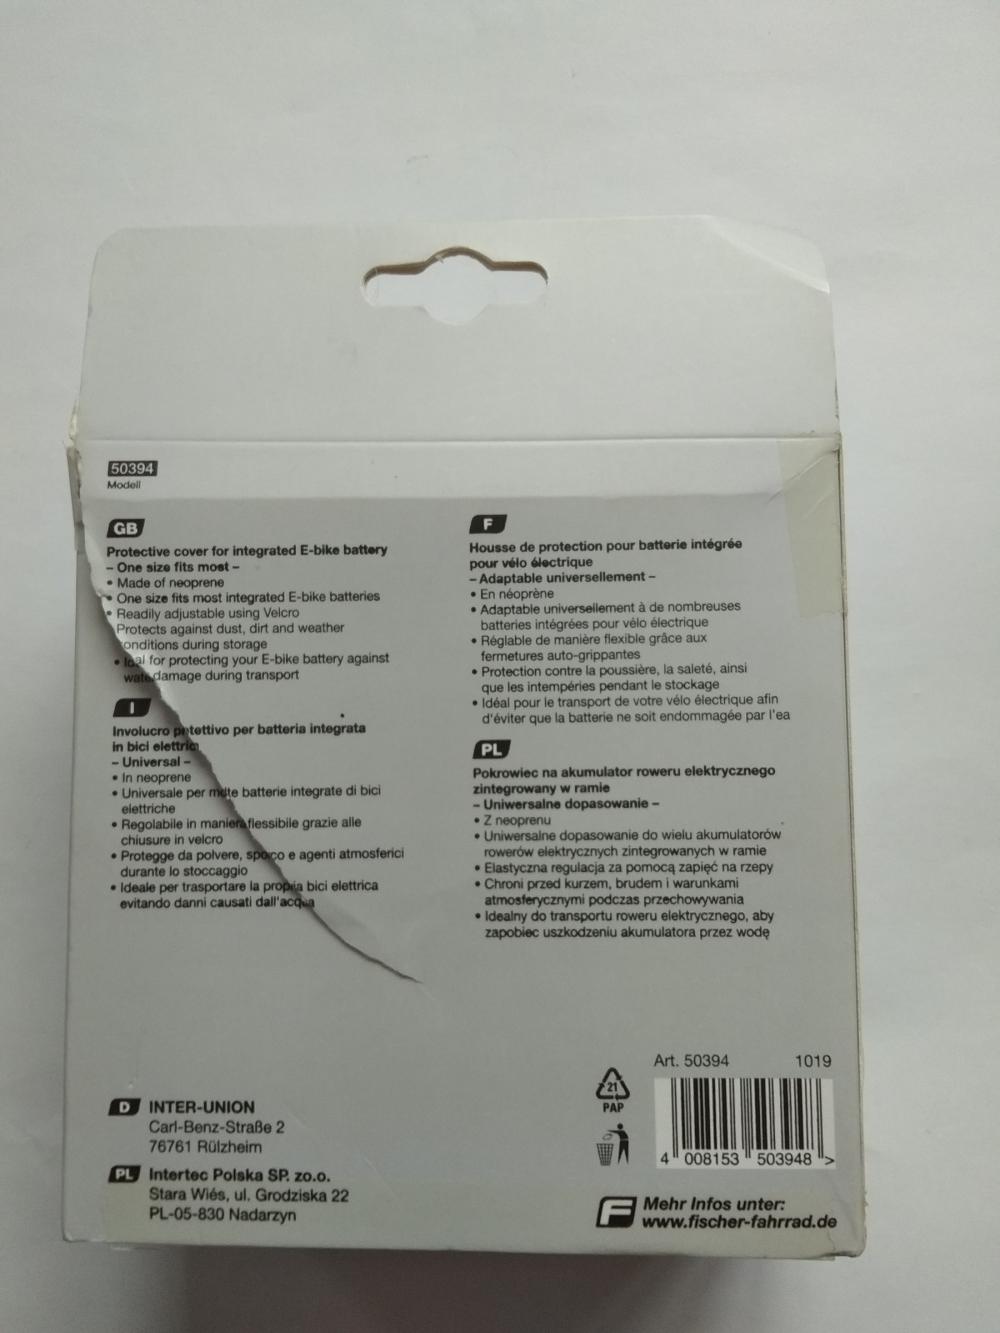 50394
Modell
GB
Protective cover for integrated E-bike battery
– One size fits most –
• Made of neoprene
• One size fits most integrated E-bike batteries
• Readily adjustable using Velcro
Protects against dust, dirt and weather
onditions during storage
• Ideal for protecting your E-bike battery against
damage during transport
I
Involucro protettivo per batteria integrata
in bici elettrica
– Universal –
• In neoprene
• Universale per molte batterie integrate di bici
elettriche
• Regolabile in maniera flessibile grazie alle
chiusure in velcro
• Protegge da polvere, sporco e agenti atmosferici
durante lo stoccaggio
• Ideale per trasportare la propria bici elettrica
evitando danni causati dall'acqua
F
Housse de protection pour batterie intégrée
pour vélo électrique
– Adaptable universellement –
• En néoprène
• Adaptable universellement à de nombreuses
batteries intégrées pour vélo électrique
• Réglable de manière flexible grâce aux
fermetures auto-grippantes
• Protection contre la poussière, la saleté, ainsi
que les intempéries pendant le stockage
• Idéal pour le transport de votre vélo électrique afin
d'éviter que la batterie ne soit endommagée par l'ea
PL
Pokrowiec na akumulator roweru elektrycznego
zintegrowany w ramie
– Uniwersalne dopasowanie –
• Z neoprenu
• Uniwersalne dopasowanie do wielu akumulatorów
rowerów elektrycznych zintegrowanych w ramie
• Elastyczna regulacja za pomocą zapięć na rzepy
• Chroni przed kurzem, brudem i warunkami
atmosferycznymi podczas przechowywania
• Idealny do transportu roweru elektrycznego, aby
zapobiec uszkodzeniu akumulatora przez wodę
D INTER-UNION
Carl-Benz-Straße 2
76761 Rülzheim
PL Intertec Polska SP. zo.o.
Stara Wiés, ul. Grodziska 22
PL-05-830 Nadarzyn
21
PAP
Art. 50394 1019
4 008153 503948 >
F Mehr Infos unter:
www.fischer-fahrrad.de